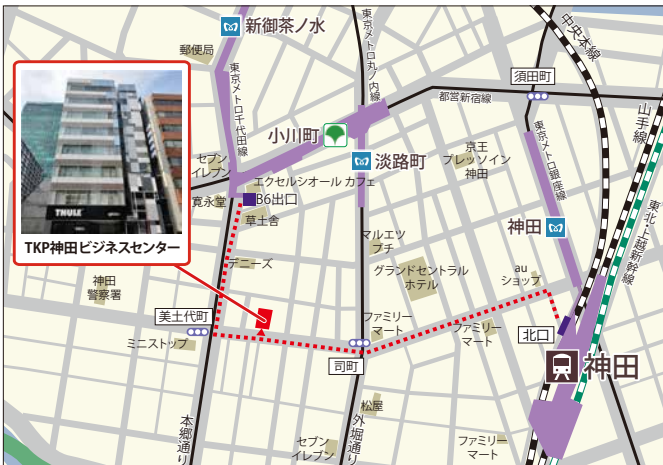 新御茶ノ水
郵便局
東京メトロ千代田線
東京メトロ丸ノ内線
中央本線
須田町
都営新宿線
山手線
小川町
淡路町
京王
プレッソイン
神田
東京メトロ銀座線
東北・上越新幹線
セブン
イレブン
エクセルシオール カフェ
寛永堂
B6出口
草土舎
THULE
TKP神田ビジネスセンター
マルエツ
プチ
神田
デニーズ
グランドセントラル
ホテル
au
ショップ
神田
警察署
美土代町
ミニストップ
ファミリー
マート
ファミリー
マート
北口
司町
神田
松屋
本郷通り
外堀通り
セブン
イレブン
ファミリー
マート